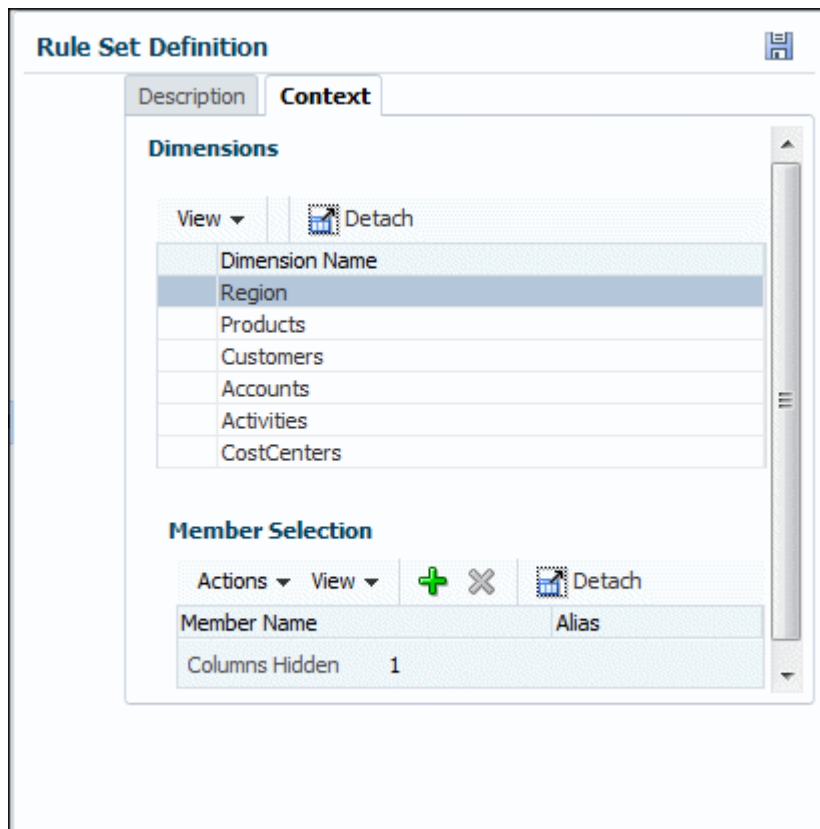 Rule Set Definition
Description Context
Dimensions
View Detach
Dimension Name
Region
Products
Customers
Accounts
Activities
CostCenters
Member Selection
Actions View Detach
Member Name Alias
Columns Hidden 1